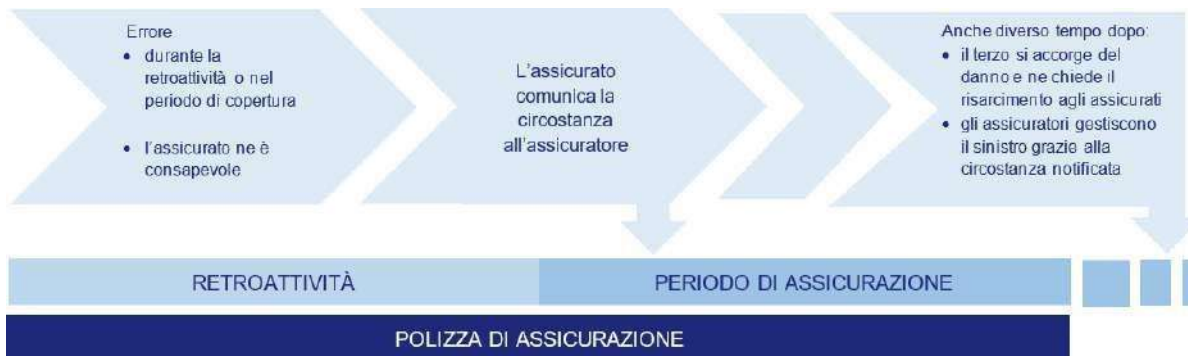 Errore
• durante la
retroattività o nel
periodo di copertura
• l'assicurato ne è
consapevole
L'assicurato
comunica la
circostanza
all'assicuratore
Anche diverso tempo dopo:
• il terzo si accorge del
danno e ne chiede il
risarcimento agli assicurati
• gli assicuratori gestiscono
il sinistro grazie alla
circostanza notificata
RETROATTIVITÀ
PERIODO DI ASSICURAZIONE
POLIZZA DI ASSICURAZIONE